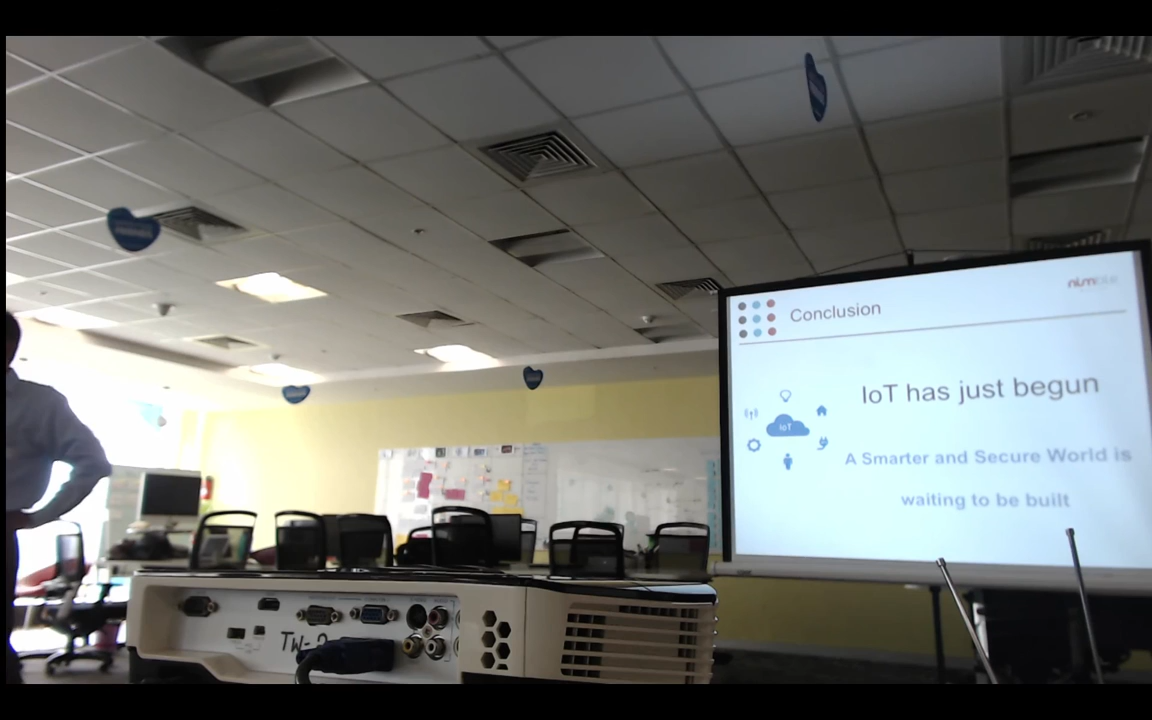 Conclusion
IoT has just begun
IoT
A Smarter and Secure World is
waiting to be built
TW-2